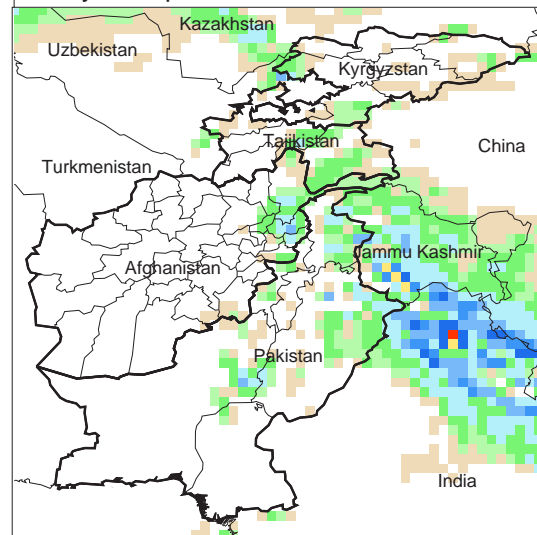 Kazakhstan
Uzbekistan
Kyrgyzstan
Tajikistan
China
Turkmenistan
Jammu Kashmir
Afghanistan
Pakistan
India